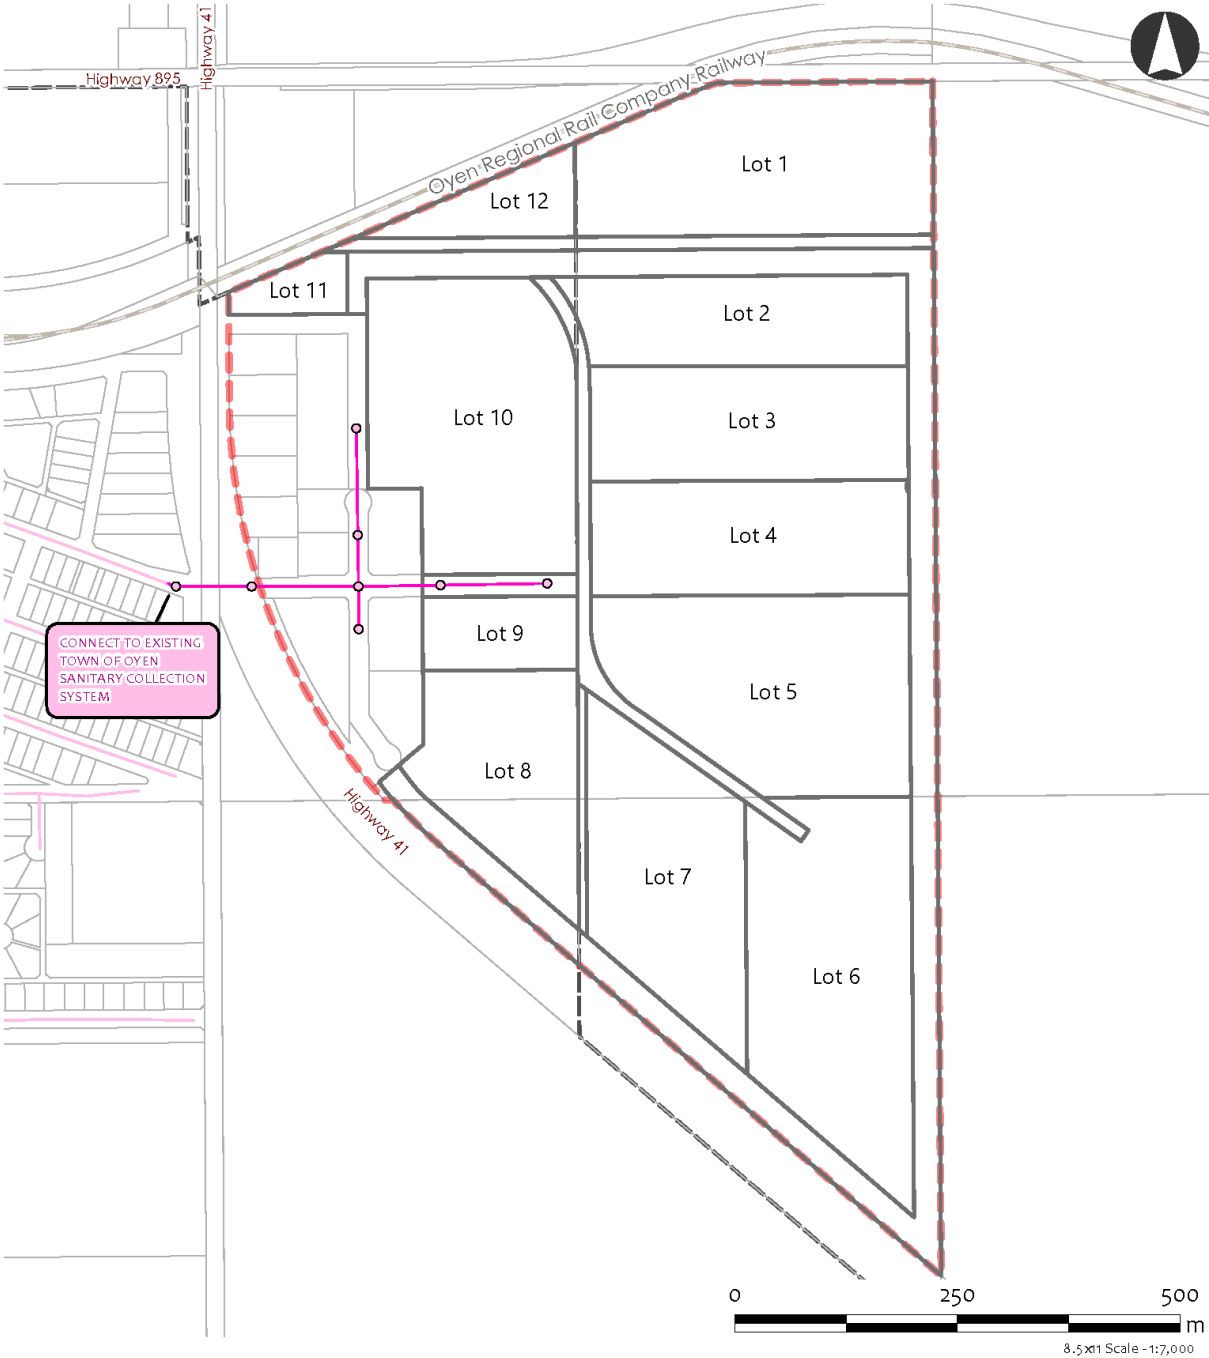 Highway 41
Highway 895
Oyen Regional Rail Company Railway
Lot 1
Lot 12
Lot 11
Lot 2
Lot 10
Lot 3
Lot 4
CONNECT TO EXISTING
TOWN OF OYEN
SANITARY COLLECTION
SYSTEM
Lot 9
Lot 5
Lot 8
Highway 41
Lot 7
Lot 6
0 250 500
m
8.5x11 Scale - 1:7,000